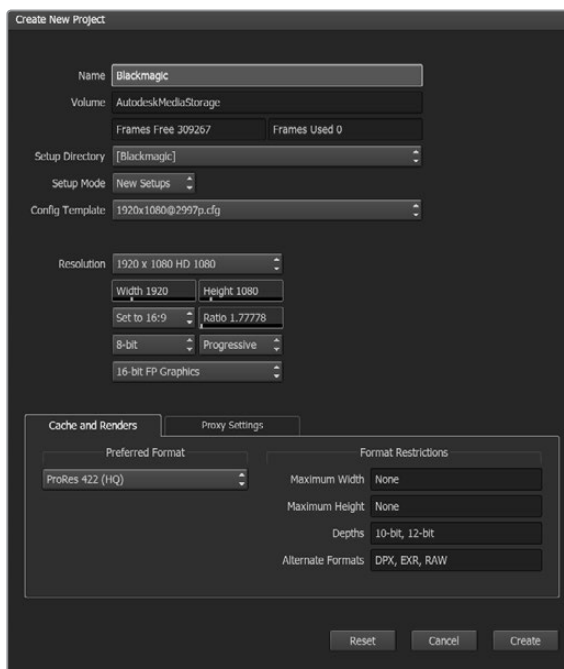 Create New Project
Name Blackmagic
Volume AutodeskMediaStorage
Frames Free 309267 Frames Used 0
Setup Directory [Blackmagic]
Setup Mode New Setups
Config Template 1920x1080@2997p.cfg
Resolution 1920 x 1080 HD 1080
Width 1920 Height 1080
Set to 16:9 Ratio 1.77778
8-bit Progressive
16-bit FP Graphics
Cache and Renders Proxy Settings
Preferred Format Format Restrictions
ProRes 422 (HQ) Maximum Width None
Maximum Height None
Depths 10-bit, 12-bit
Alternate Formats DPX, EXR, RAW
Reset Cancel Create